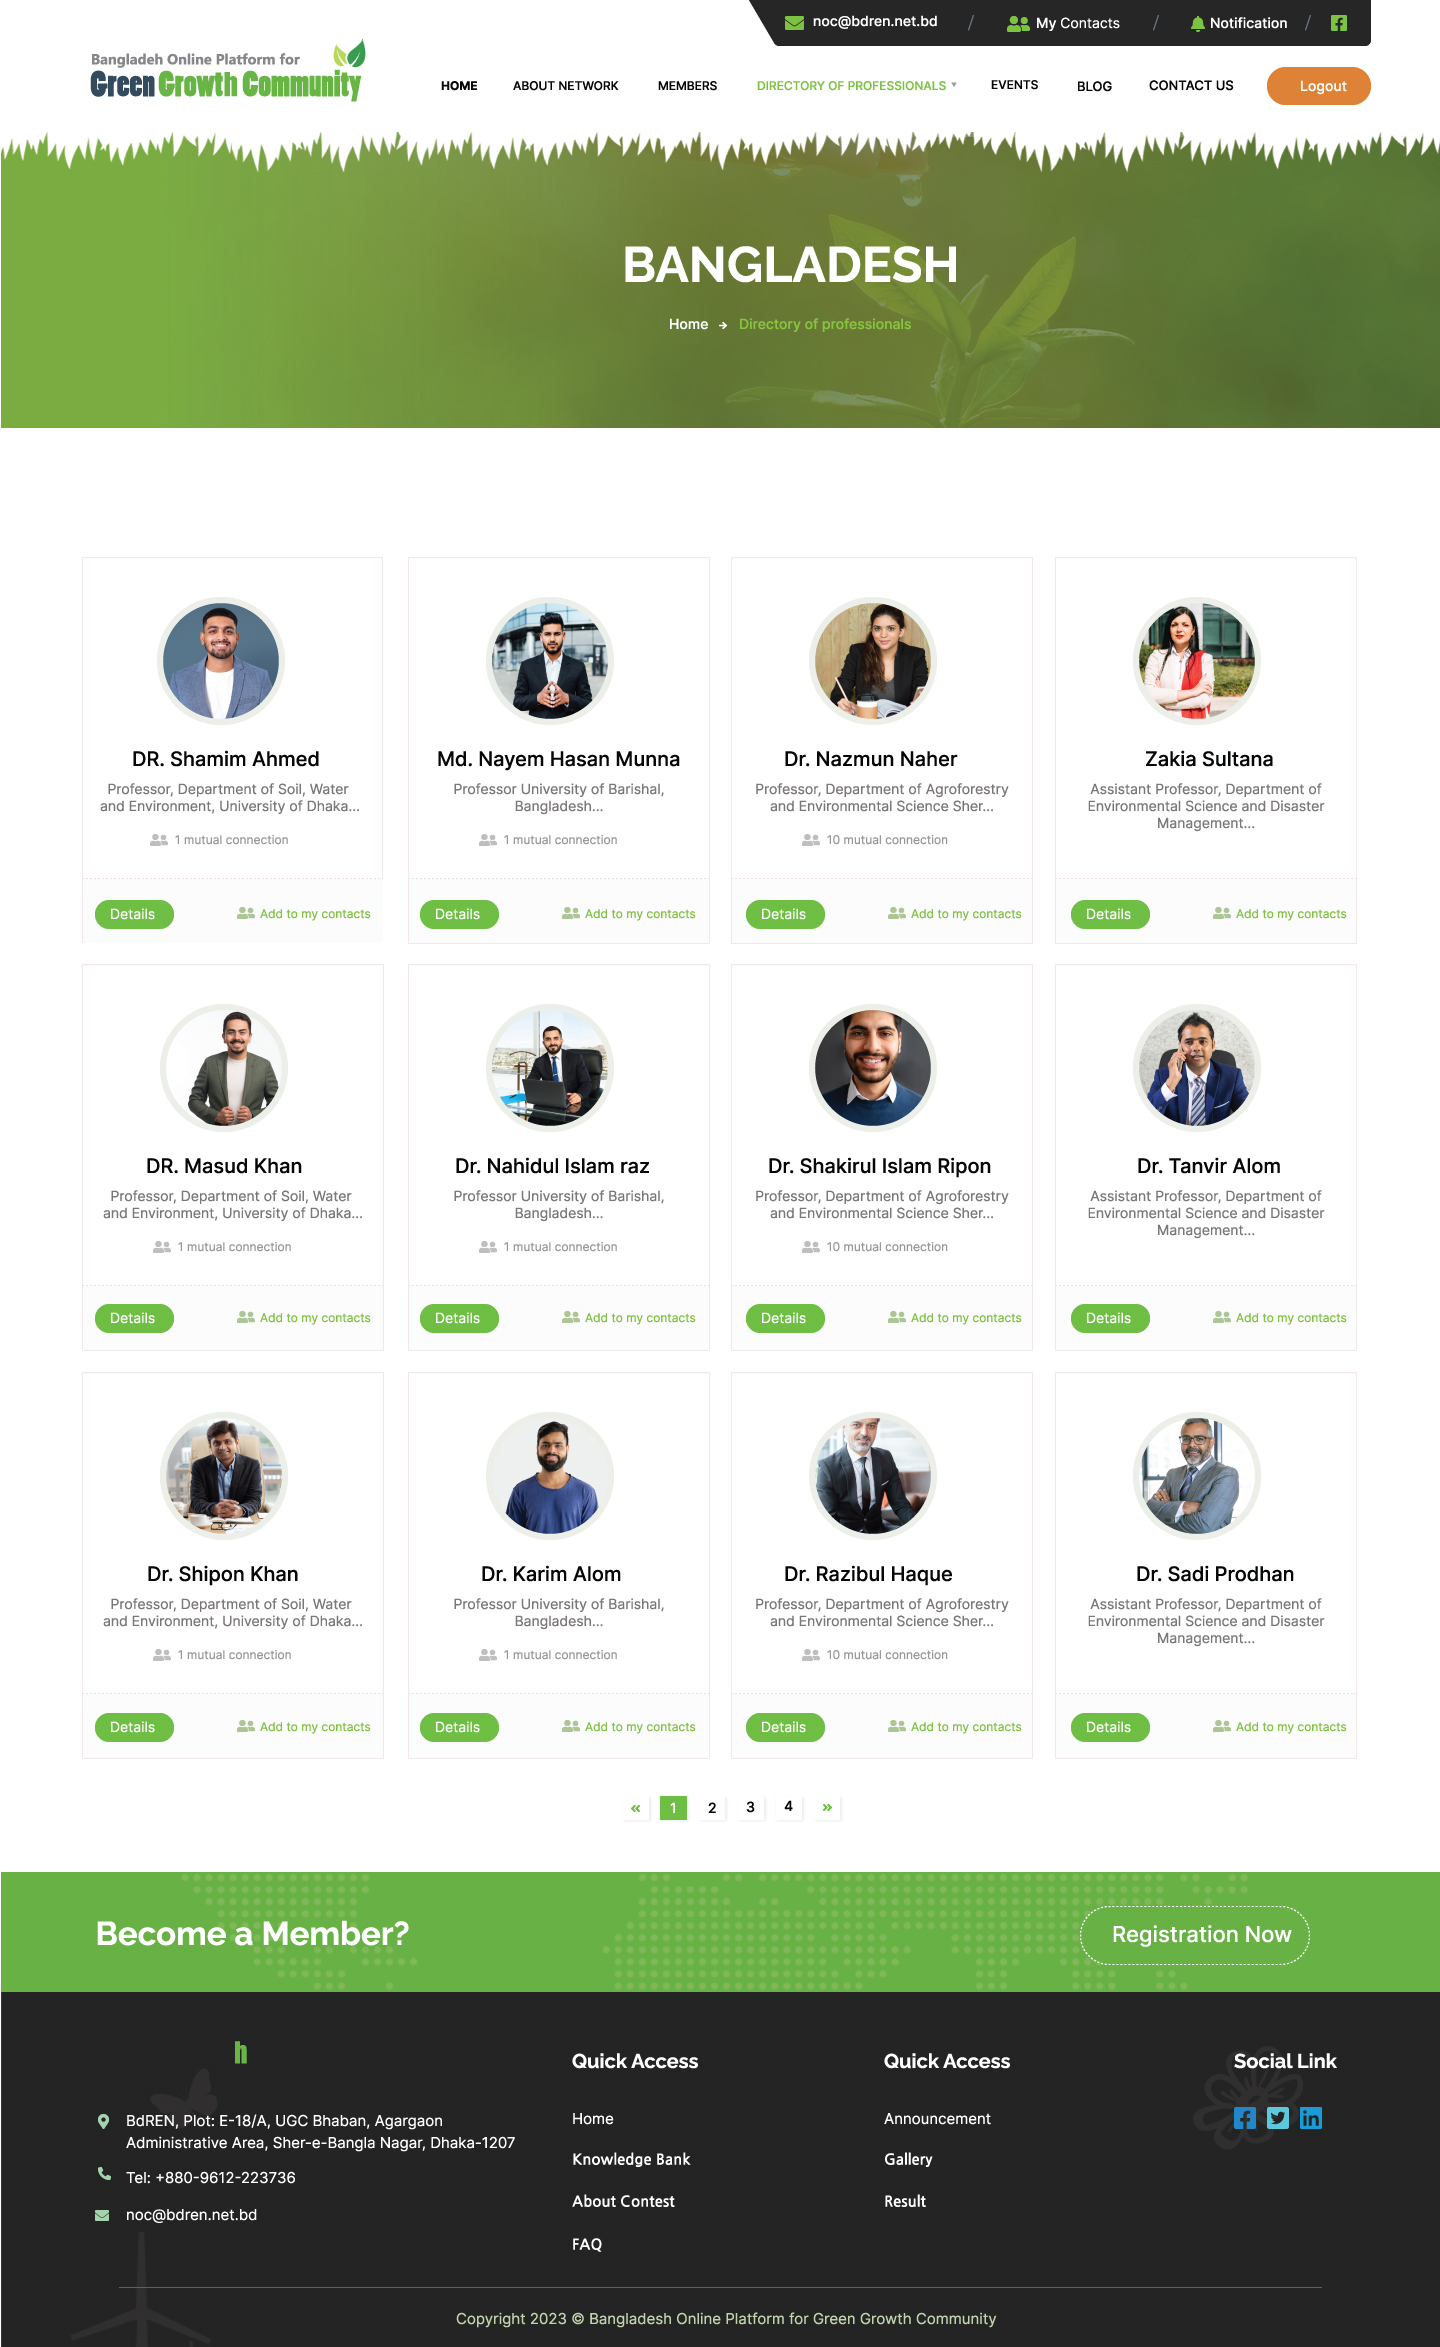 noc@bdren.net.bd / My Contacts / Notification /
Bangladeh Online Platform for
Green Growth Community
HOME ABOUT NETWORK MEMBERS DIRECTORY OF PROFESSIONALS EVENTS BLOG CONTACT US Logout
BANGLADESH
Home → Directory of professionals
DR. Shamim Ahmed
Professor, Department of Soil, Water
and Environment, University of Dhaka...
1 mutual connection
Details Add to my contacts
Md. Nayem Hasan Munna
Professor University of Barishal,
Bangladesh...
1 mutual connection
Details Add to my contacts
Dr. Nazmun Naher
Professor, Department of Agroforestry
and Environmental Science Sher...
10 mutual connection
Details Add to my contacts
Zakia Sultana
Assistant Professor, Department of
Environmental Science and Disaster
Management...
Details Add to my contacts
DR. Masud Khan
Professor, Department of Soil, Water
and Environment, University of Dhaka...
1 mutual connection
Details Add to my contacts
Dr. Nahidul Islam raz
Professor University of Barishal,
Bangladesh...
1 mutual connection
Details Add to my contacts
Dr. Shakirul Islam Ripon
Professor, Department of Agroforestry
and Environmental Science Sher...
10 mutual connection
Details Add to my contacts
Dr. Tanvir Alom
Assistant Professor, Department of
Environmental Science and Disaster
Management...
Details Add to my contacts
Dr. Shipon Khan
Professor, Department of Soil, Water
and Environment, University of Dhaka...
1 mutual connection
Details Add to my contacts
Dr. Karim Alom
Professor University of Barishal,
Bangladesh...
1 mutual connection
Details Add to my contacts
Dr. Razibul Haque
Professor, Department of Agroforestry
and Environmental Science Sher...
10 mutual connection
Details Add to my contacts
Dr. Sadi Prodhan
Assistant Professor, Department of
Environmental Science and Disaster
Management...
Details Add to my contacts
« 1 2 3 4 »
Become a Member?
Registration Now
h
BdREN, Plot: E-18/A, UGC Bhaban, Agargaon
Administrative Area, Sher-e-Bangla Nagar, Dhaka-1207
Tel: +880-9612-223736
noc@bdren.net.bd
Quick Access
Home
Knowledge Bank
About Contest
FAQ
Quick Access
Announcement
Gallery
Result
Social Link
Copyright 2023 © Bangladesh Online Platform for Green Growth Community